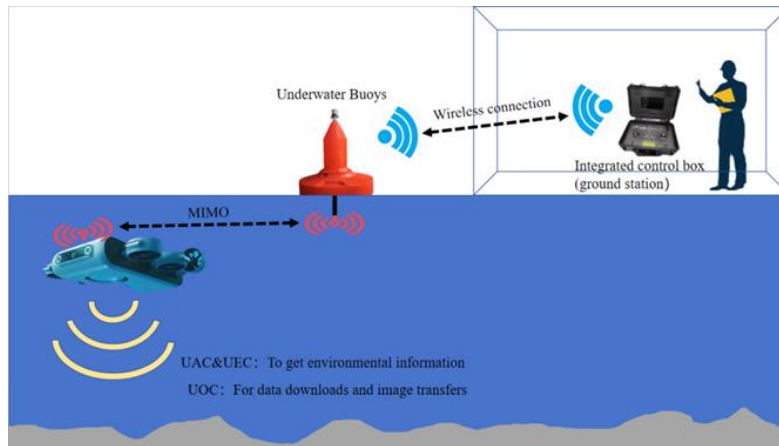 Underwater Buoys
Wireless connection
Integrated control box
(ground station）
MIMO
UAC&UEC：To get environmental information
UOC：For data downloads and image transfers